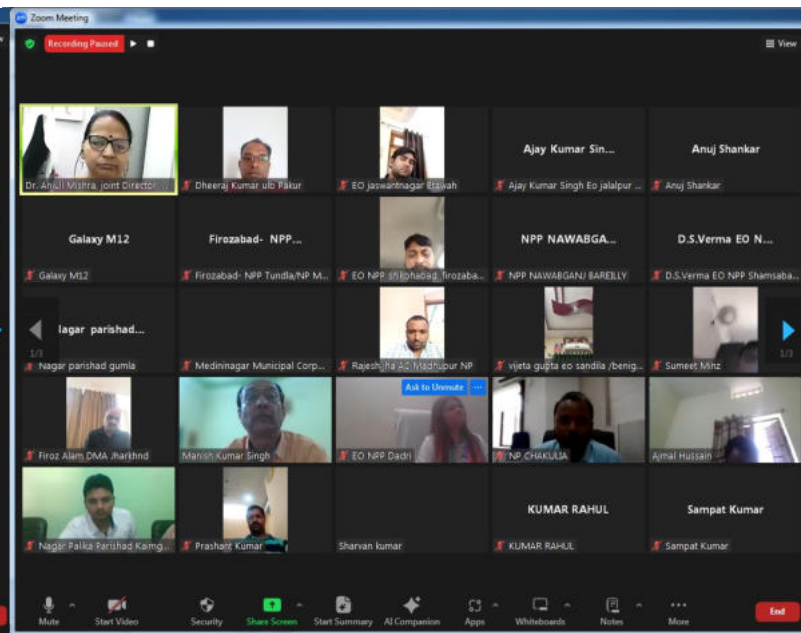 Zoom Meeting
Recording Paused
View
Dr. Anjuli Mishra, joint Director ...
Dheeraj Kumar ulb Pakur
EO jaswantnagar Etawah
Ajay Kumar Sin...
Ajay Kumar Singh Eo jalalpur ...
Anuj Shankar
Anuj Shankar
Galaxy M12
Galaxy M12
Firozabad- NPP...
Firozabad- NPP Tundla/NP M...
EO NPP shikohabad, firozaba...
NPP NAWABGA...
NPP NAWABGANJ BAREILLY
D.S.Verma EO N...
D.S.Verma EO NPP Shamsaba...
1/3
Nagar parishad...
Nagar parishad gumla
Medininagar Municipal Corp...
Rajesh Jha AC Madhupur NP
vijeta gupta eo sandila /benig...
Sumeet Minz
1/3
Firoz Alam DMA Jharkhnd
Manish Kumar Singh
Ask to Unmute
EO NPP Dadri
NP CHAKULIA
Ajmal Hussain
Nagar Palika Parishad Kaimg...
Prashant Kumar
Sharvan kumar
KUMAR RAHUL
KUMAR RAHUL
Sampat Kumar
Sampat Kumar
Mute
Start Video
Security
Share Screen
Start Summary
AI Companion
Apps
Whiteboards
Notes
More
End